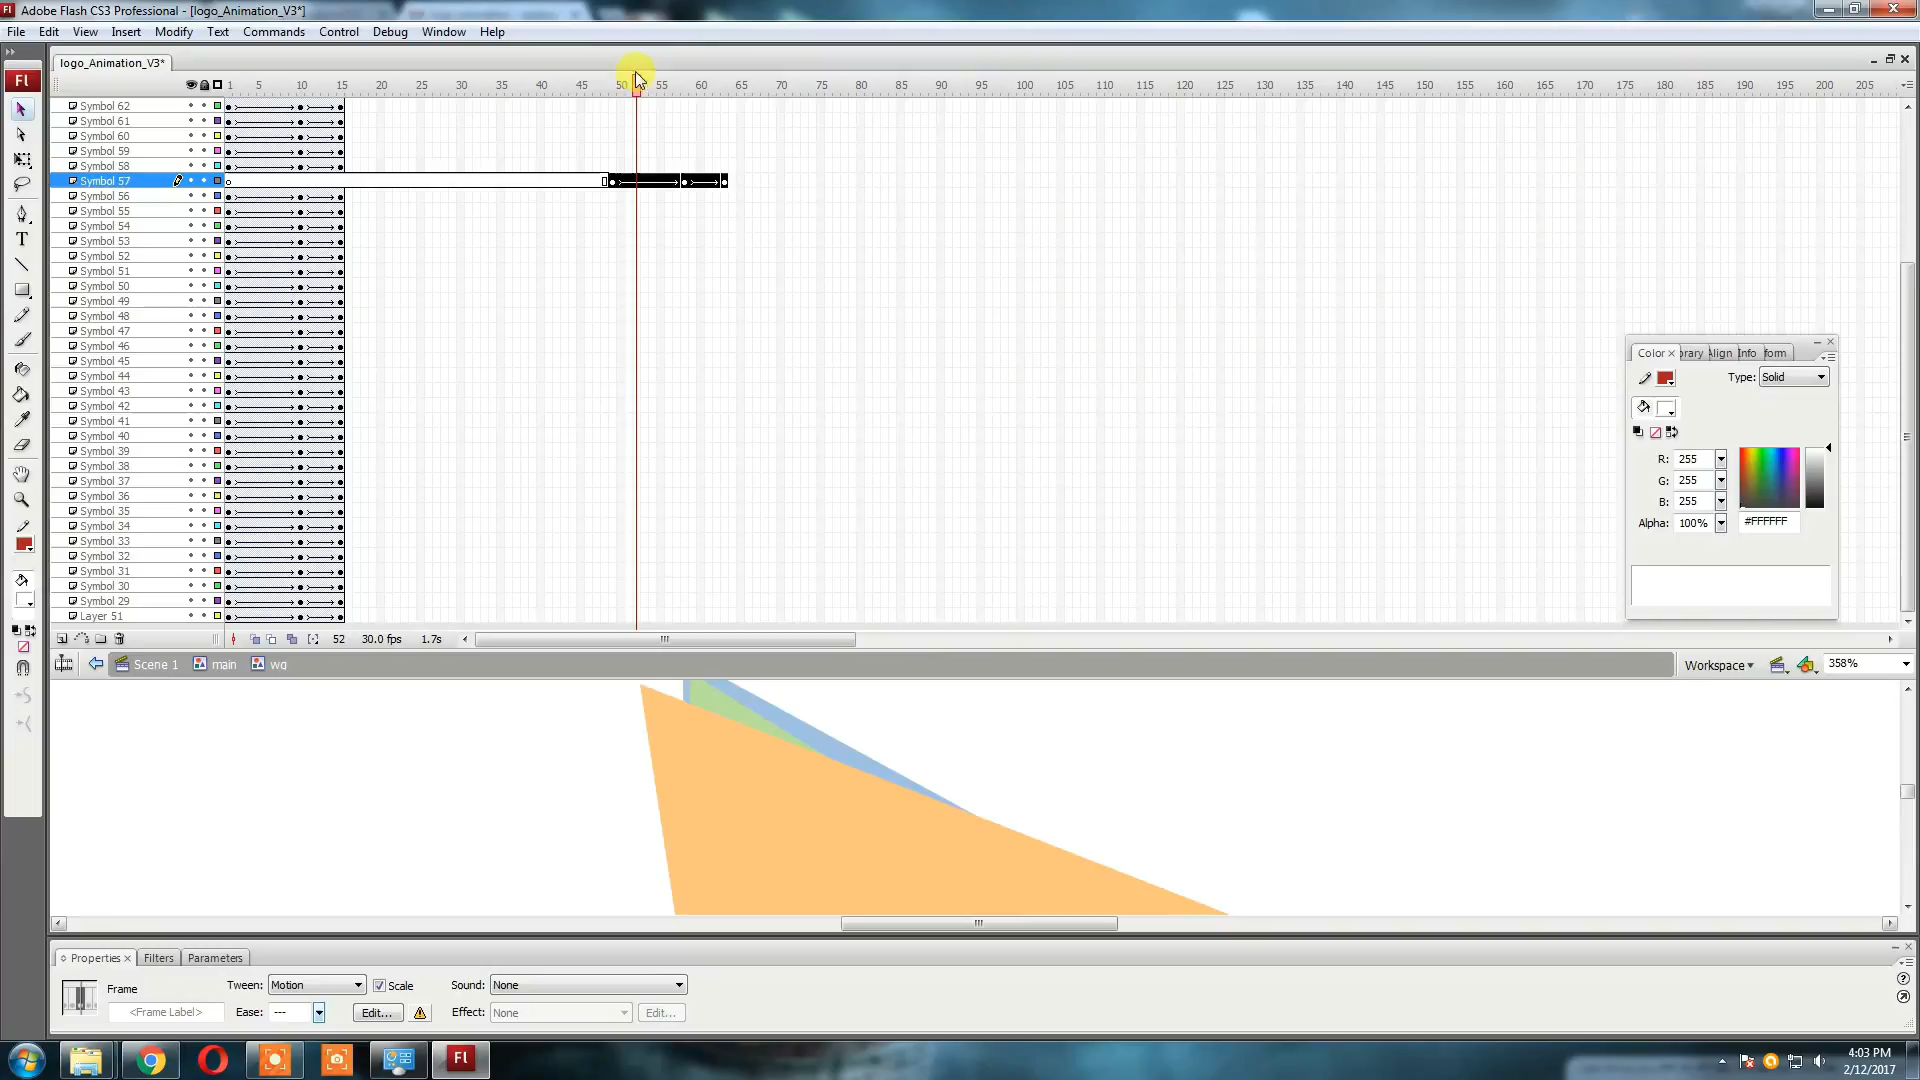 Adobe Flash CS3 Professional - [logo_Animation_V3*]
File Edit View Insert Modify Text Commands Control Debug Window Help
logo_Animation_V3*
1 5 10 15 20 25 30 35 40 45 50 55 60 65 70 75 80 85 90 95 100 105 110 115 120 125 130 135 140 145 150 155 160 165 170 175 180 185 190 195 200 205
Symbol 62
Symbol 61
Symbol 60
Symbol 59
Symbol 58
Symbol 57
Symbol 56
Symbol 55
Symbol 54
Symbol 53
Symbol 52
Symbol 51
Symbol 50
Symbol 49
Symbol 48
Symbol 47
Symbol 46
Symbol 45
Symbol 44
Symbol 43
Symbol 42
Symbol 41
Symbol 40
Symbol 39
Symbol 38
Symbol 37
Symbol 36
Symbol 35
Symbol 34
Symbol 33
Symbol 32
Symbol 31
Symbol 30
Symbol 29
Layer 51
Color brary Align Info form
Type: Solid
R: 255
G: 255
B: 255
Alpha: 100% #FFFFFF
52 30.0 fps 1.7s
Scene 1 main wg Workspace 358%
Properties Filters Parameters
Frame Tween: Motion Scale Sound: None
<Frame Label> Ease: --- Edit... Effect: None Edit...
4:03 PM
2/12/2017